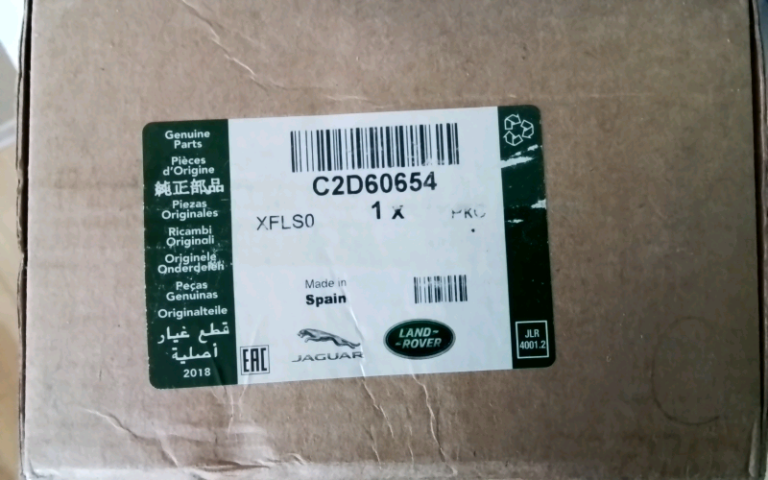 Genuine
Parts
Pièces
d'Origine
純正部品
Piezas
Originales
Ricambi
Originali
Originele
Onderdelen
Peças
Genuinas
Originalteile
قطع غيار
أصلية
2018
C2D60654
1 X
XFLS0
Made in
Spain
EAC
JAGUAR
LAND-
-ROVER
JLR
4001.2